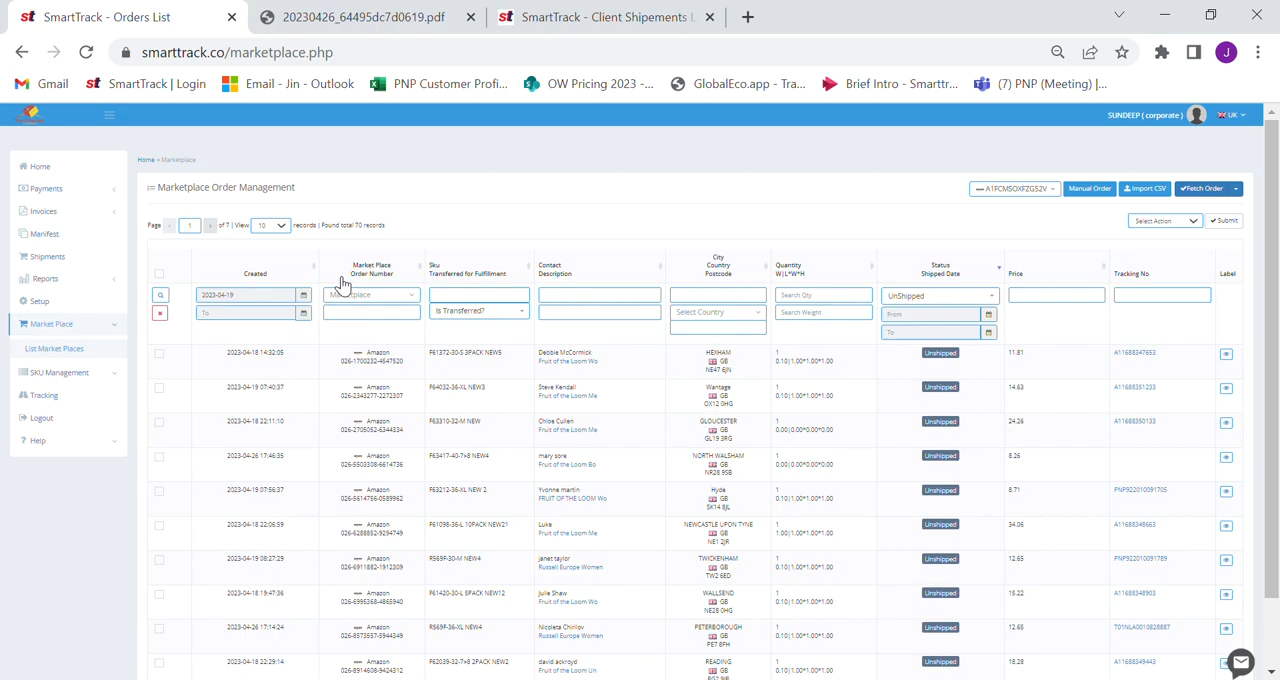 SmartTrack - Orders List
20230426_64495dc7d0619.pdf
SmartTrack - Client Shipements L
smarttrack.co/marketplace.php
J
Gmail
SmartTrack | Login
Email - Jin - Outlook
PNP Customer Profi...
OW Pricing 2023 -...
GlobalEco.app - Tra...
Brief Intro - Smarttr...
(7) PNP (Meeting) |...
SUNDEEP ( corporate )
UK
Home
Payments
Invoices
Manifest
Shipments
Reports
Setup
Market Place
List Market Places
SKU Management
Tracking
Logout
Help
Home » Marketplace
Marketplace Order Management
A1FCMSOXFZG52V
Manual Order
Import CSV
Fetch Order
Page 1 of 7 | View 10 records | Found total 70 records
Select Action
Submit
Created
Market Place
Order Number
Sku
Transferred for Fulfillment
Contact
Description
City
Country
Postcode
Quantity
W|L*W*H
Status
Shipped Date
Price
Tracking No
Label
2023-04-19
To
Marketplace
Is Transferred?
Select Country
Search Qty
Search Weight
UnShipped
From
To
2023-04-18 14:32:05
Amazon
026-1700232-4547520
F61372-30-S 3PACK NEW5
Debbie McCormick
Fruit of the Loom Wo
HEXHAM
GB
NE47 6JN
1
0.10|1.00*1.00*1.00
Unshipped
11.81
A11688347653
2023-04-19 07:40:37
Amazon
026-2343277-2272307
F64032-36-XL NEW3
Steve Kendall
Fruit of the Loom Me
Wantage
GB
OX12 0HG
1
0.10|1.00*1.00*1.00
Unshipped
14.63
A11688351233
2023-04-18 22:11:10
Amazon
026-2705052-6344334
F63310-32-M NEW
Chloe Cullen
Fruit of the Loom Me
GLOUCESTER
GB
GL19 3RG
1
0.00|0.00*0.00*0.00
Unshipped
24.26
A11688350133
2023-04-26 17:46:35
Amazon
026-5503308-6614736
F63417-40-7×8 NEW4
mary sore
Fruit of the Loom Bo
NORTH WALSHAM
GB
NR28 9SB
1
0.00|0.00*0.00*0.00
Unshipped
8.26
2023-04-19 07:56:37
Amazon
026-5614756-0589962
F63212-36-XL NEW 2
Yvonne martin
FRUIT OF THE LOOM Wo
Hyde
GB
SK14 8JL
1
0.10|1.00*1.00*1.00
Unshipped
8.71
PNP922010091705
2023-04-18 22:06:59
Amazon
026-6288852-9294749
F61098-36-L 10PACK NEW21
Luke
Fruit of the Loom Me
NEWCASTLE UPON TYNE
GB
NE1 2JR
1
1.00|1.00*1.00*1.00
Unshipped
34.06
A11688348663
2023-04-19 08:27:29
Amazon
026-6911882-1912309
R569F-30-M NEW4
janet taylor
Russell Europe Women
TWICKENHAM
GB
TW2 6ED
1
0.10|1.00*1.00*1.00
Unshipped
12.65
PNP922010091789
2023-04-18 19:47:36
Amazon
026-6995368-4865940
F61420-30-L 5PACK NEW12
Julie Shaw
Fruit of the Loom Wo
WALLSEND
GB
NE28 0HG
1
0.10|1.00*1.00*1.00
Unshipped
15.22
A11688348903
2023-04-26 17:14:24
Amazon
026-8573557-5944349
R569F-36-XL NEW4
Nicoleta Chirilov
Russell Europe Women
PETERBOROUGH
GB
PE7 8FH
1
0.10|1.00*1.00*1.00
Unshipped
12.65
T01NLA0010828887
2023-04-18 22:29:14
Amazon
026-8914608-9424312
F62039-32-7×8 2PACK NEW2
david ackroyd
Fruit of the Loom Un
READING
GB
1
0.10|1.00*1.00*1.00
Unshipped
18.28
A11688349443